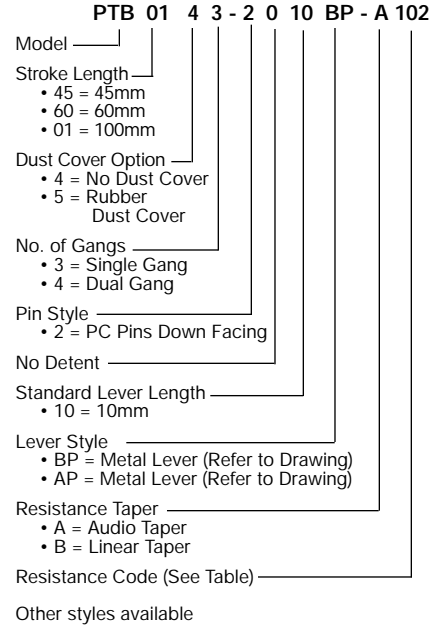 PTB 01 4 3 - 2 0 10 BP - A 102
Model
Stroke Length
• 45 = 45mm
• 60 = 60mm
• 01 = 100mm
Dust Cover Option
• 4 = No Dust Cover
• 5 = Rubber
Dust Cover
No. of Gangs
• 3 = Single Gang
• 4 = Dual Gang
Pin Style
• 2 = PC Pins Down Facing
No Detent
Standard Lever Length
• 10 = 10mm
Lever Style
• BP = Metal Lever (Refer to Drawing)
• AP = Metal Lever (Refer to Drawing)
Resistance Taper
• A = Audio Taper
• B = Linear Taper
Resistance Code (See Table)
Other styles available